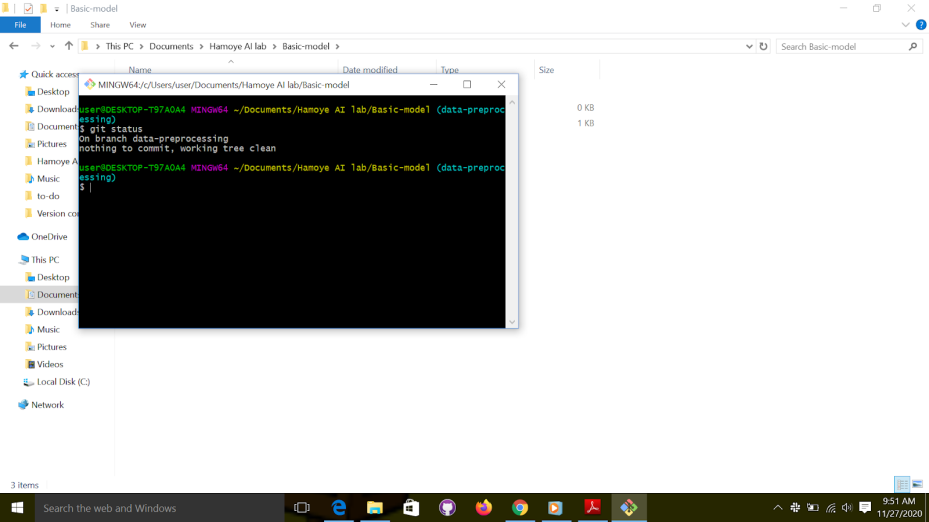 Basic-model
File Home Share View
This PC Documents Hamoye AI lab Basic-model
Search Basic-model
Name Date modified Type Size
Quick access
Desktop
Downloads
Documents
Pictures
Hamoye A
Music
to-do
Version co
OneDrive
This PC
Desktop
Documents
Downloads
Music
Pictures
Videos
Local Disk (C:)
Network
0 KB
1 KB
MINGW64:/c/Users/user/Documents/Hamoye AI lab/Basic-model
user@DESKTOP-T97A0A4 MINGW64 ~/Documents/Hamoye AI lab/Basic-model (data-preproc
essing)
$ git status
On branch data-preprocessing
nothing to commit, working tree clean
user@DESKTOP-T97A0A4 MINGW64 ~/Documents/Hamoye AI lab/Basic-model (data-preproc
essing)
$
3 items
Search the web and Windows
9:51 AM
11/27/2020